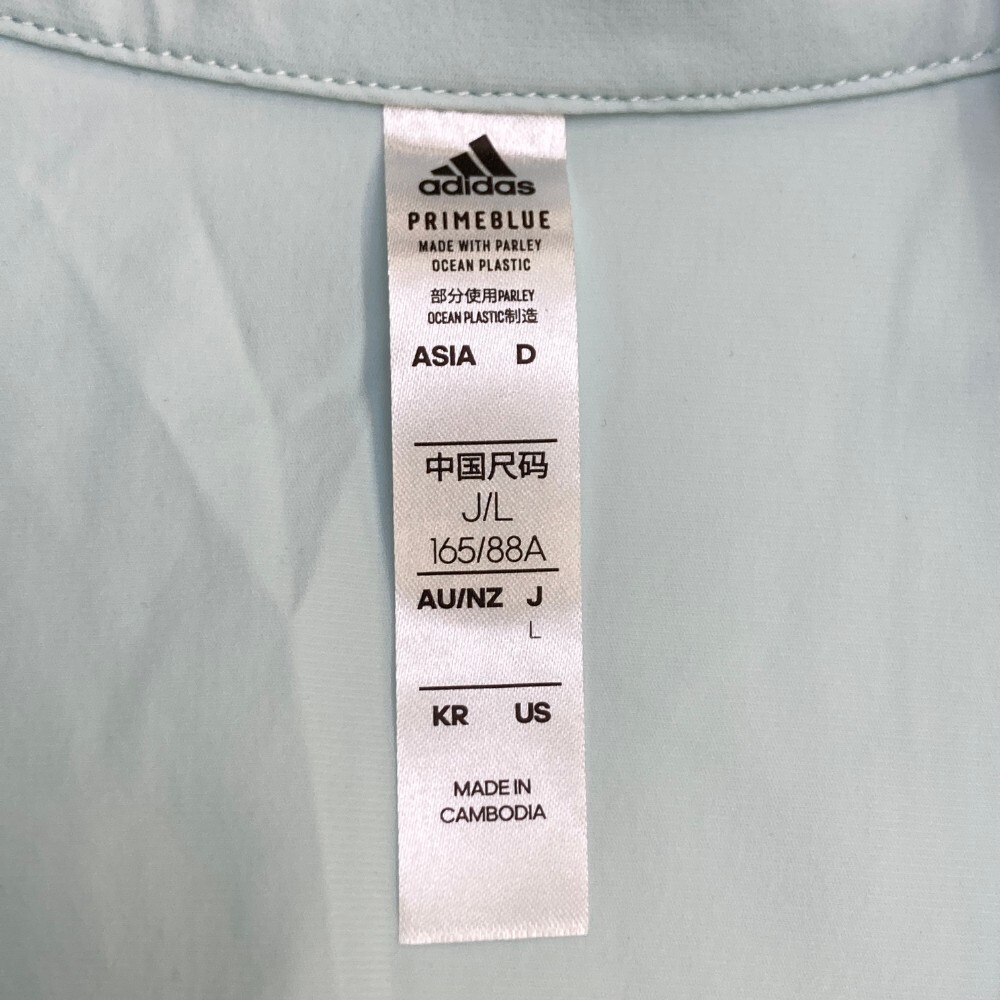 adidas
PRIMEBLUE
MADE WITH PARLEY
OCEAN PLASTIC
部分使用PARLEY
OCEAN PLASTIC制造
ASIA D
中国尺码
J/L
165/88A
AU/NZ J
L
KR US
MADE IN
CAMBODIA